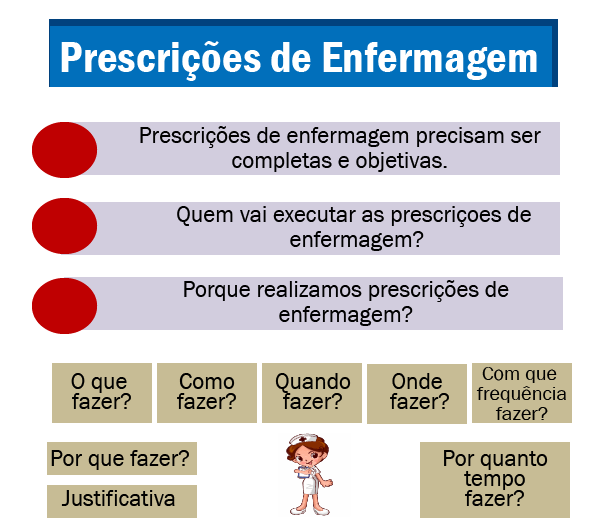 Prescrições de Enfermagem
Prescrições de enfermagem precisam ser
completas e objetivas.
Quem vai executar as prescriçoes de
enfermagem?
Porque realizamos prescrições de
enfermagem?
O que
fazer?
Como
fazer?
Quando
fazer?
Onde
fazer?
Com que
frequência
fazer?
Por que fazer?
Justificativa
Por quanto
tempo
fazer?